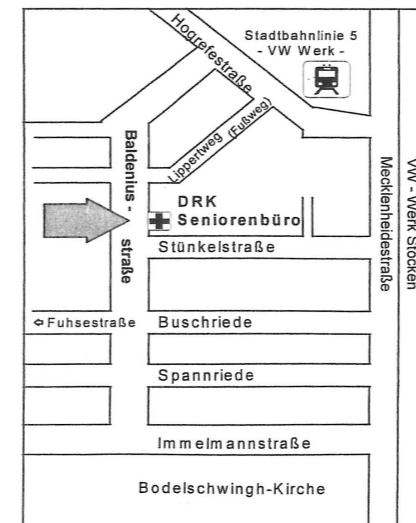 Hogrefestraße
Stadtbahnlinie 5
- VW Werk -
Lippertweg (Fußweg)
Baldenius -
straße
DRK
Seniorenbüro
Stünkelstraße
Mecklenheidestraße
VW - Werk Stöcken
Fuhsestraße
Buschriede
Spannriede
Immelmannstraße
Bodelschwingh-Kirche